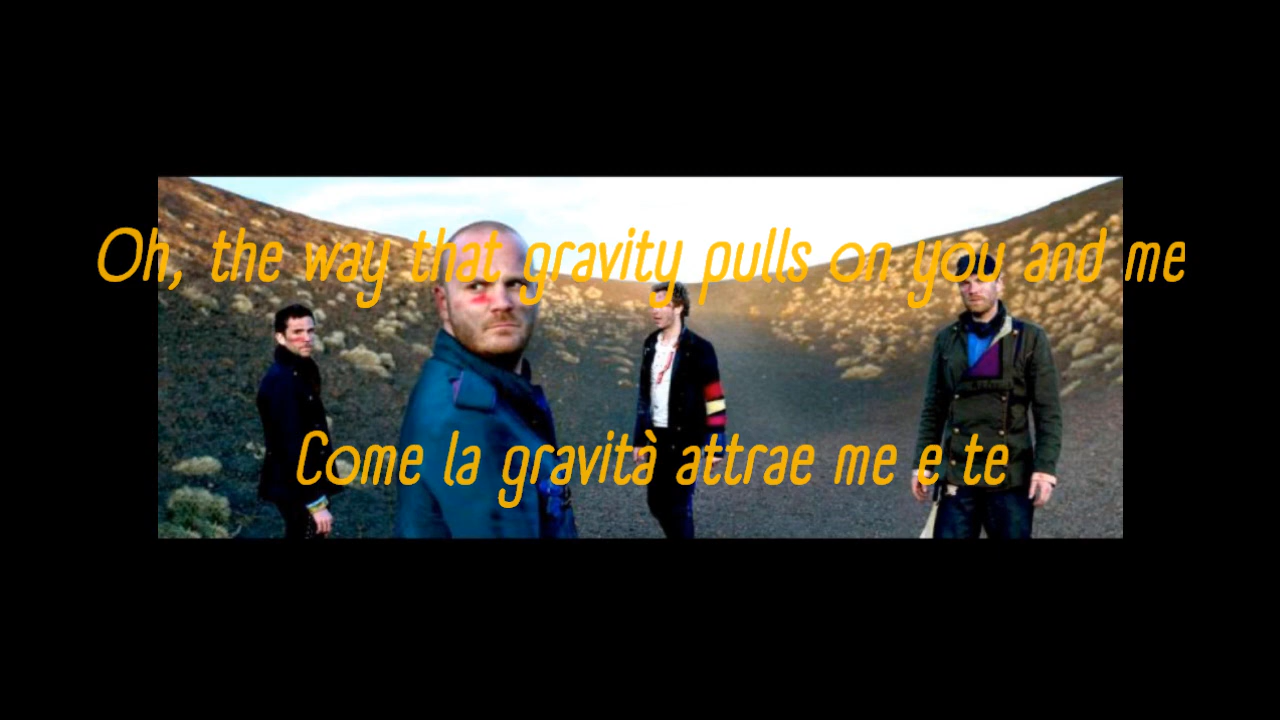 Oh, the way that gravity pulls on you and me
Come la gravità attrae me e te